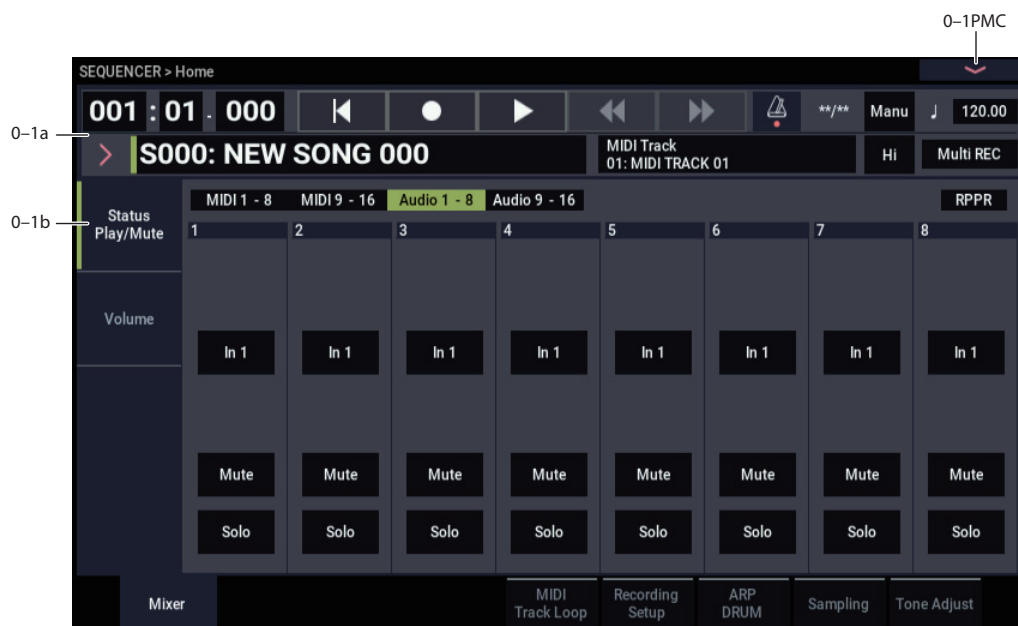 0–1PMC
SEQUENCER > Home
001 : 01 . 000 **/** Manu ♩ 120.00
0–1a
S000: NEW SONG 000
MIDI Track
01: MIDI TRACK 01
Hi
Multi REC
0–1b
Status
Play/Mute
MIDI 1 - 8 MIDI 9 - 16 Audio 1 - 8 Audio 9 - 16 RPPR
1 2 3 4 5 6 7 8
Volume
In 1 In 1 In 1 In 1 In 1 In 1 In 1 In 1
Mute Mute Mute Mute Mute Mute Mute Mute
Solo Solo Solo Solo Solo Solo Solo Solo
Mixer
MIDI
Track Loop
Recording
Setup
ARP
DRUM
Sampling
Tone Adjust